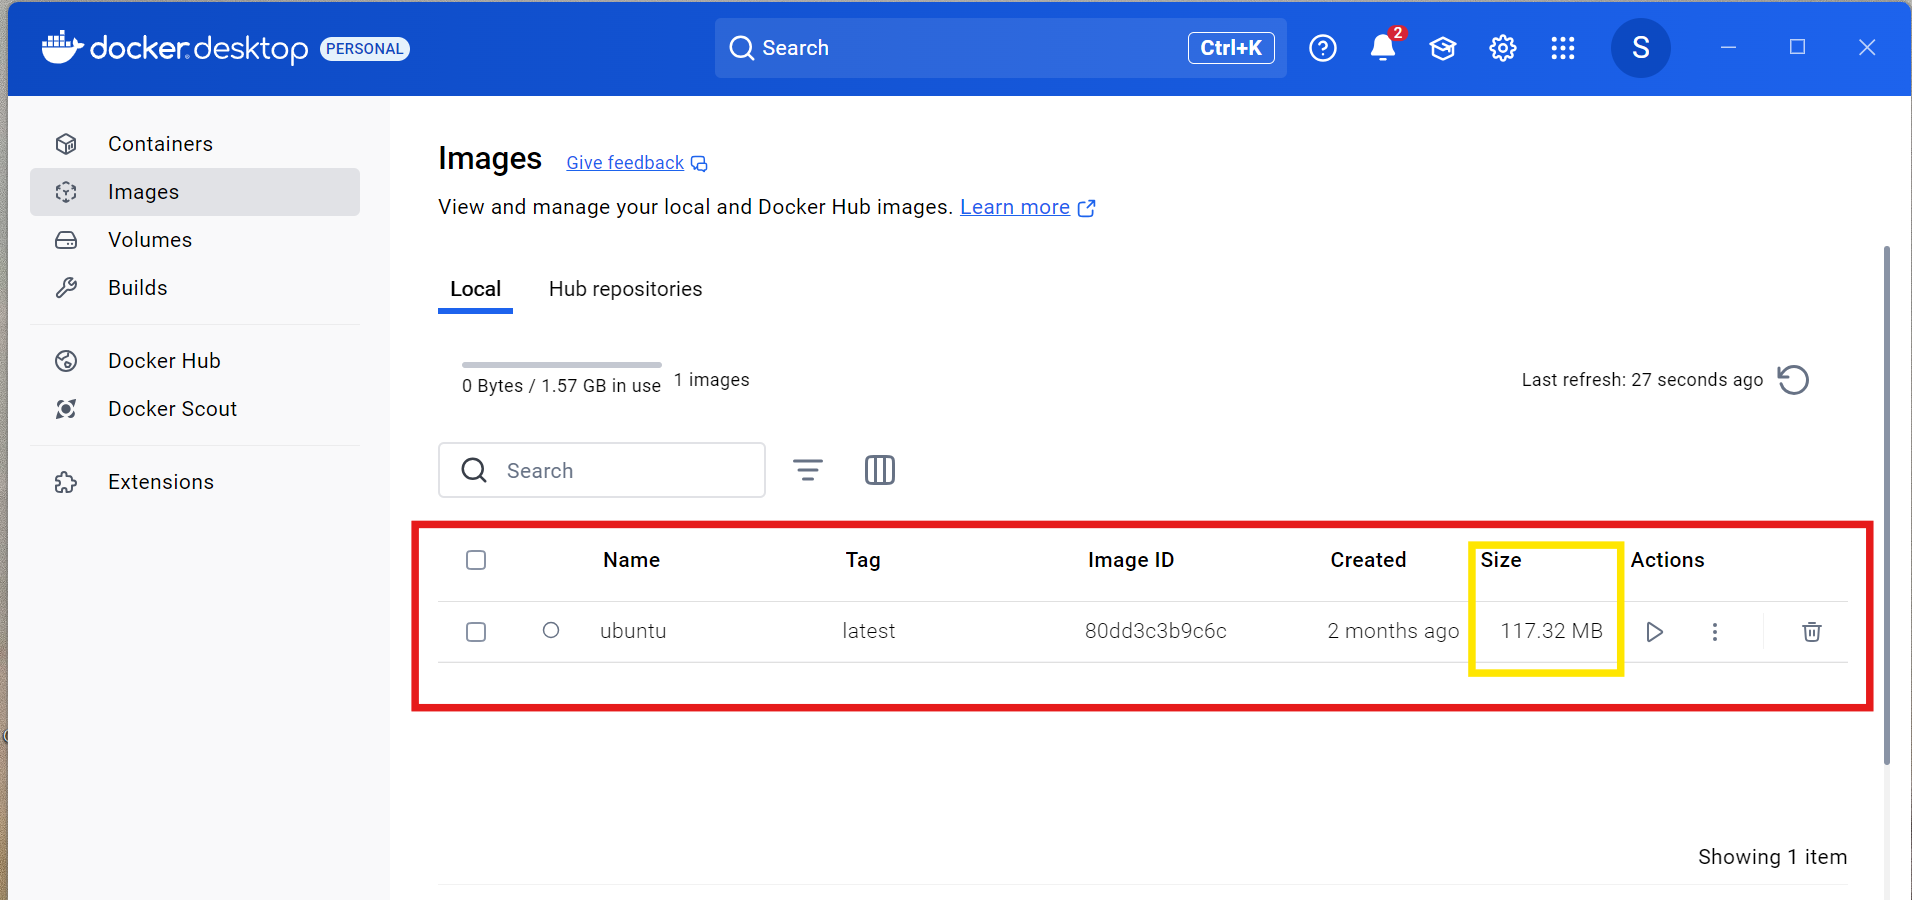 docker desktop PERSONAL
Search Ctrl+K
2
S
Containers
Images
Volumes
Builds
Docker Hub
Docker Scout
Extensions
Images Give feedback
View and manage your local and Docker Hub images. Learn more
Local Hub repositories
0 Bytes / 1.57 GB in use 1 images
Last refresh: 27 seconds ago
Search
Name Tag Image ID Created Size Actions
ubuntu latest 80dd3c3b9c6c 2 months ago 117.32 MB
Showing 1 item